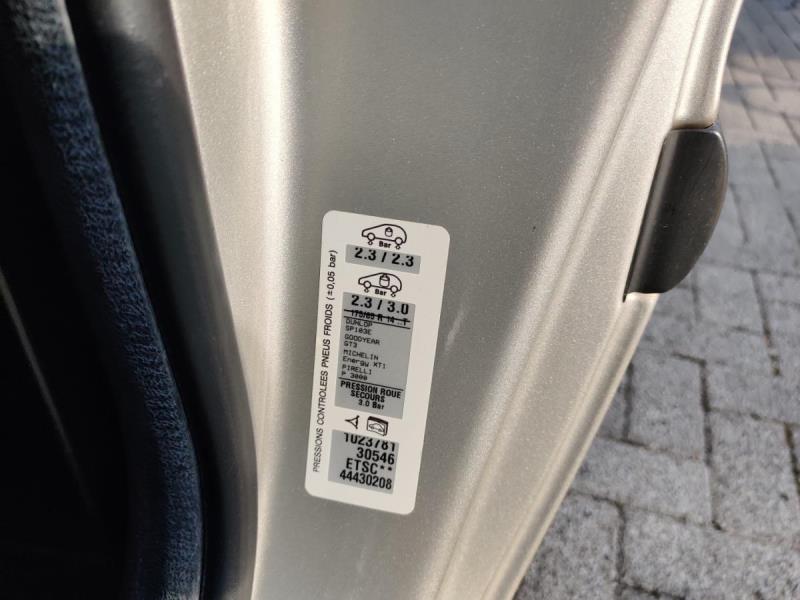 PRESSIONS CONTROLEES PNEUS FROIDS (±0,05 bar)
Bar
2.3 / 2.3
Bar
2.3 / 3.0
175/65 R 14 ..T
DUNLOP
SP103E
GOODYEAR
GT3
MICHELIN
Energy XT1
PIRELLI
P 3000
PRESSION ROUE
SECOURS
3.0 Bar
1023781
30546
ETSC**
44430208